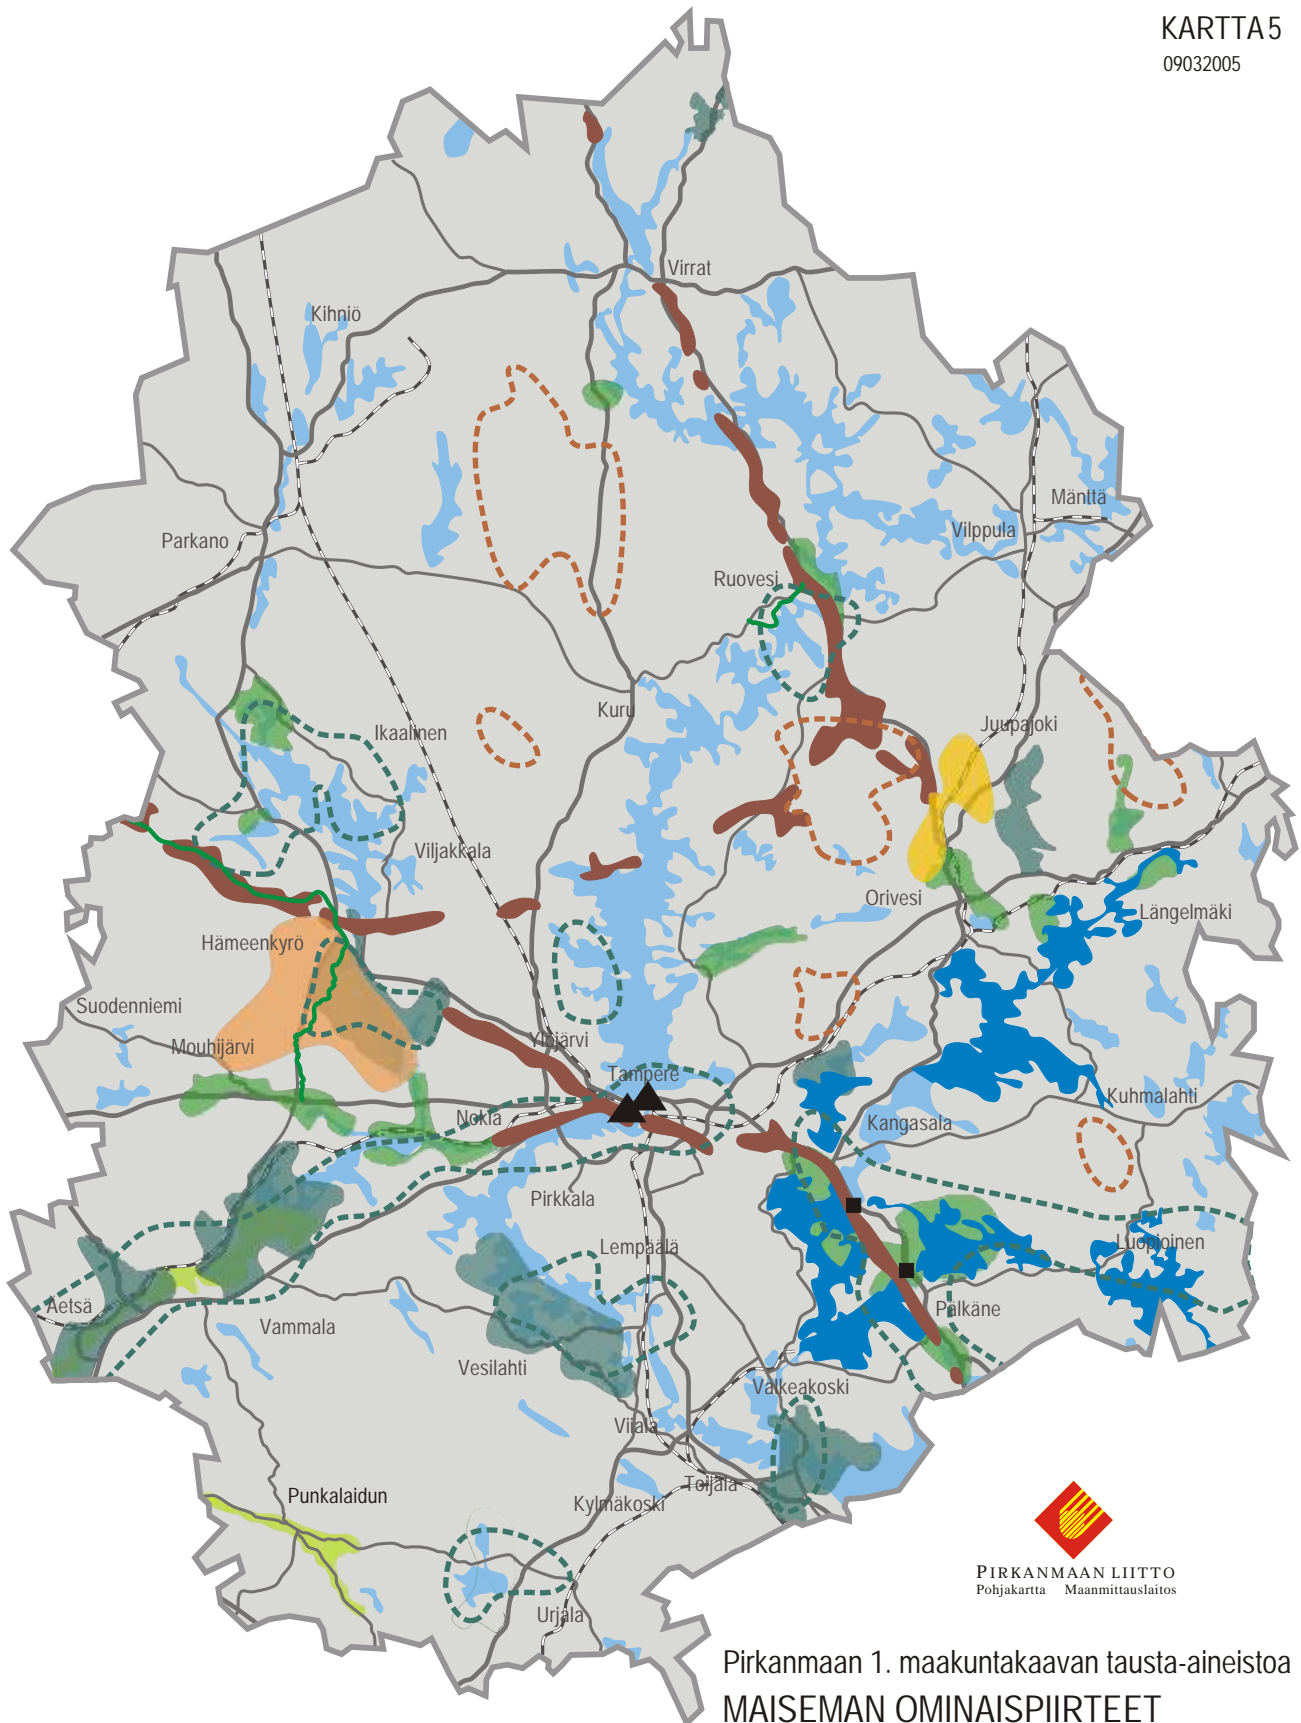 KARTTA 5
09032005
Virrat
Kihniö
Mänttä
Vilppula
Parkano
Ruovesi
Kuru
Juupajoki
Ikaalinen
Viljakkala
Orivesi
Längelmäki
Hämeenkyrö
Suodenniemi
Mouhijärvi
Ylöjärvi
Tampere
Kuhmalahti
Nokia
Kangasala
Pirkkala
Lempäälä
Luopioinen
Äetsä
Pälkäne
Vammala
Vesilahti
Valkeakoski
Viiala
Toijala
Punkalaidun
Kylmäkoski
Urjala
PIRKANMAAN LIITTO
Pohjakartta Maanmittauslaitos
Pirkanmaan 1. maakuntakaavan tausta-aineistoa
MAISEMAN OMINAISPIIRTEET